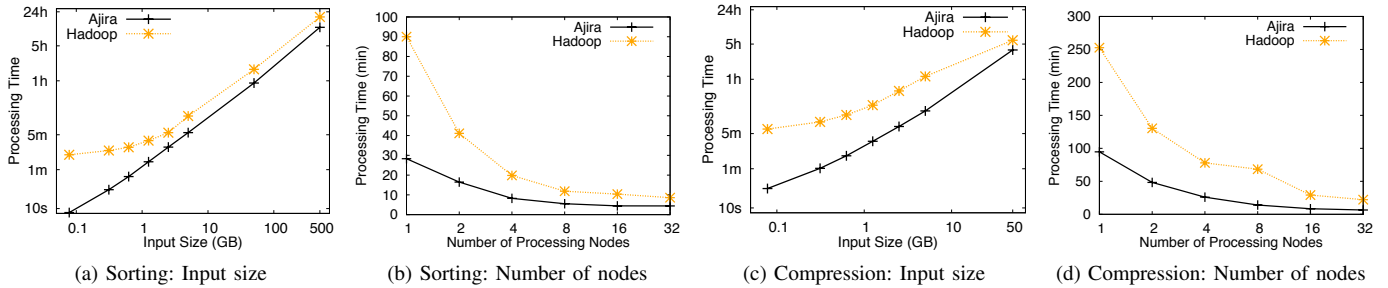 24h
5h
1h
5m
1m
10s
Processing Time
Ajira
Hadoop
0.1
1
10
100
500
Input Size (GB)
(a) Sorting: Input size
100
90
80
70
60
50
40
30
20
10
0
Processing Time (min)
Ajira
Hadoop
1
2
4
8
16
32
Number of Processing Nodes
(b) Sorting: Number of nodes
24h
5h
1h
5m
1m
10s
Processing Time
Ajira
Hadoop
0.1
1
10
50
Input Size (GB)
(c) Compression: Input size
300
250
200
150
100
50
0
Processing Time (min)
Ajira
Hadoop
1
2
4
8
16
32
Number of Processing Nodes
(d) Compression: Number of nodes